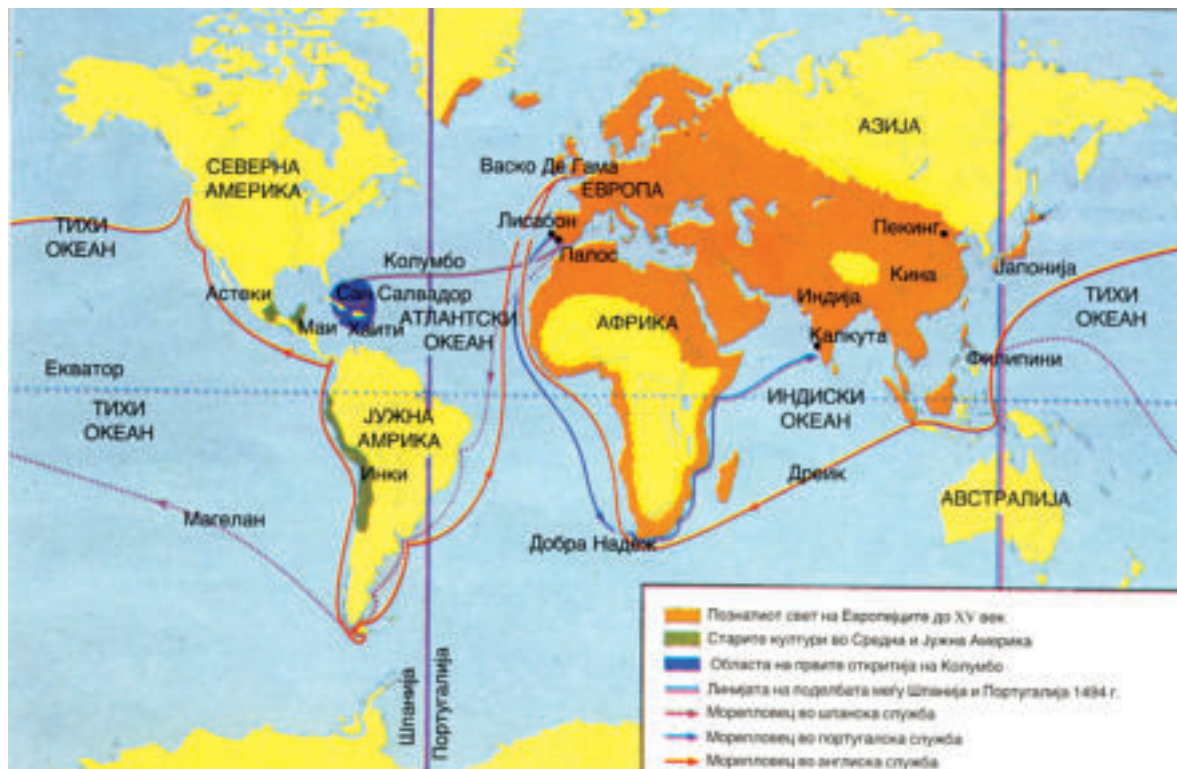 СЕВЕРНА
АМЕРИКА
АЗИЈА
Васко Де Гама
ЕВРОПА
ТИХИ
ОКЕАН
Лисабон
Палос
Пекинг
Колумбо
Кина
Јапонија
Астеки
Сан Салвадор
Индија
ТИХИ
ОКЕАН
Маи
Хаити
АТЛАНТСКИ
ОКЕАН
АФРИКА
Калкута
Филипини
Екватор
ТИХИ
ОКЕАН
ЈУЖНА
АМРИКА
ИНДИСКИ
ОКЕАН
Инки
Дреик
АВСТРАЛИЈА
Магелан
Добра Надеж
Шпанија
Португалија
Познатиот свет на Европејците до XV век
Старите култури во Средна и Јужна Америка
Областа на првите откритија на Колумбо
Линијата на поделбата меѓу Шпанија и Португалија 1494 г.
Морепловец во шпанска служба
Морепловец во португалска служба
Морепловец во англиска служба